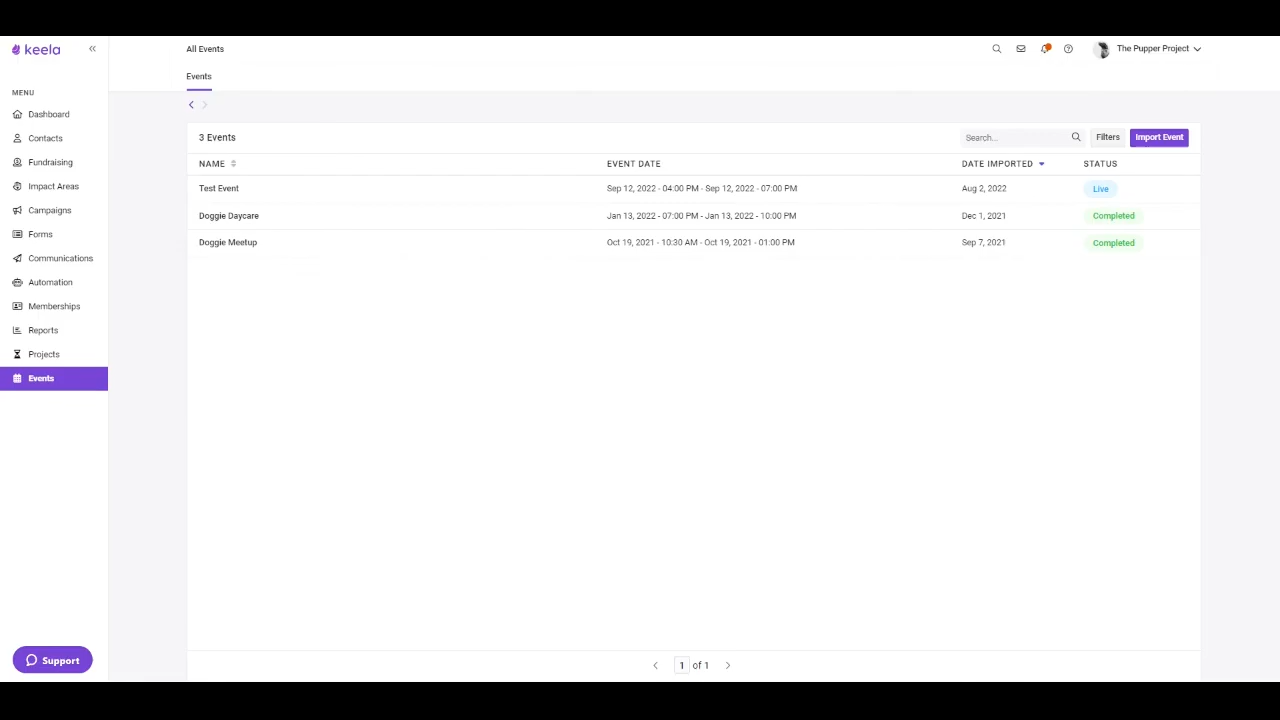 keela
All Events
The Pupper Project
Events
MENU
Dashboard
Contacts
Fundraising
Impact Areas
Campaigns
Forms
Communications
Automation
Memberships
Reports
Projects
Events
Support
3 Events
Search...
Filters
Import Event
NAME EVENT DATE DATE IMPORTED STATUS
Test Event Sep 12, 2022 - 04:00 PM - Sep 12, 2022 - 07:00 PM Aug 2, 2022 Live
Doggie Daycare Jan 13, 2022 - 07:00 PM - Jan 13, 2022 - 10:00 PM Dec 1, 2021 Completed
Doggie Meetup Oct 19, 2021 - 10:30 AM - Oct 19, 2021 - 01:00 PM Sep 7, 2021 Completed
1 of 1